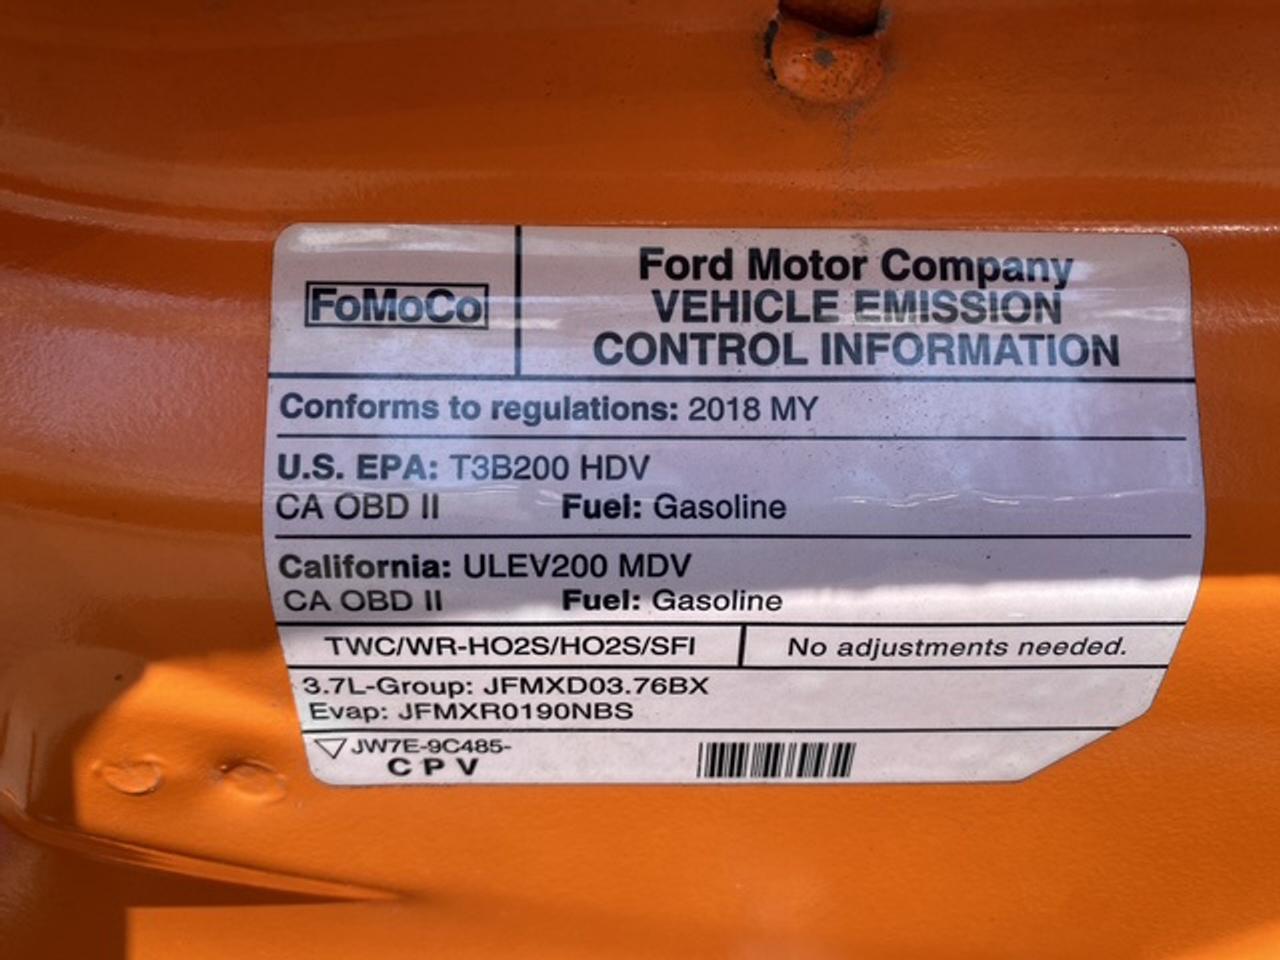 FoMoCo
Ford Motor Company
VEHICLE EMISSION
CONTROL INFORMATION
Conforms to regulations: 2018 MY
U.S. EPA: T3B200 HDV
CA OBD II Fuel: Gasoline
California: ULEV200 MDV
CA OBD II Fuel: Gasoline
TWC/WR-HO2S/HO2S/SFI No adjustments needed.
3.7L-Group: JFMXD03.76BX
Evap: JFMXR0190NBS
JW7E-9C485-
C P V